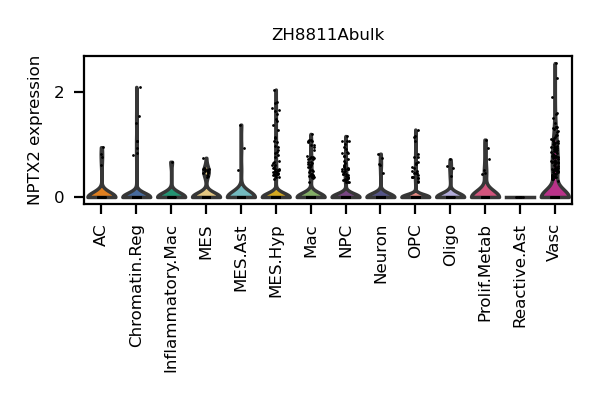 ZH8811Abulk
NPTX2 expression
2
0
AC
Chromatin.Reg
Inflammatory.Mac
MES
MES.Ast
MES.Hyp
Mac
NPC
Neuron
OPC
Oligo
Prolif.Metab
Reactive.Ast
Vasc